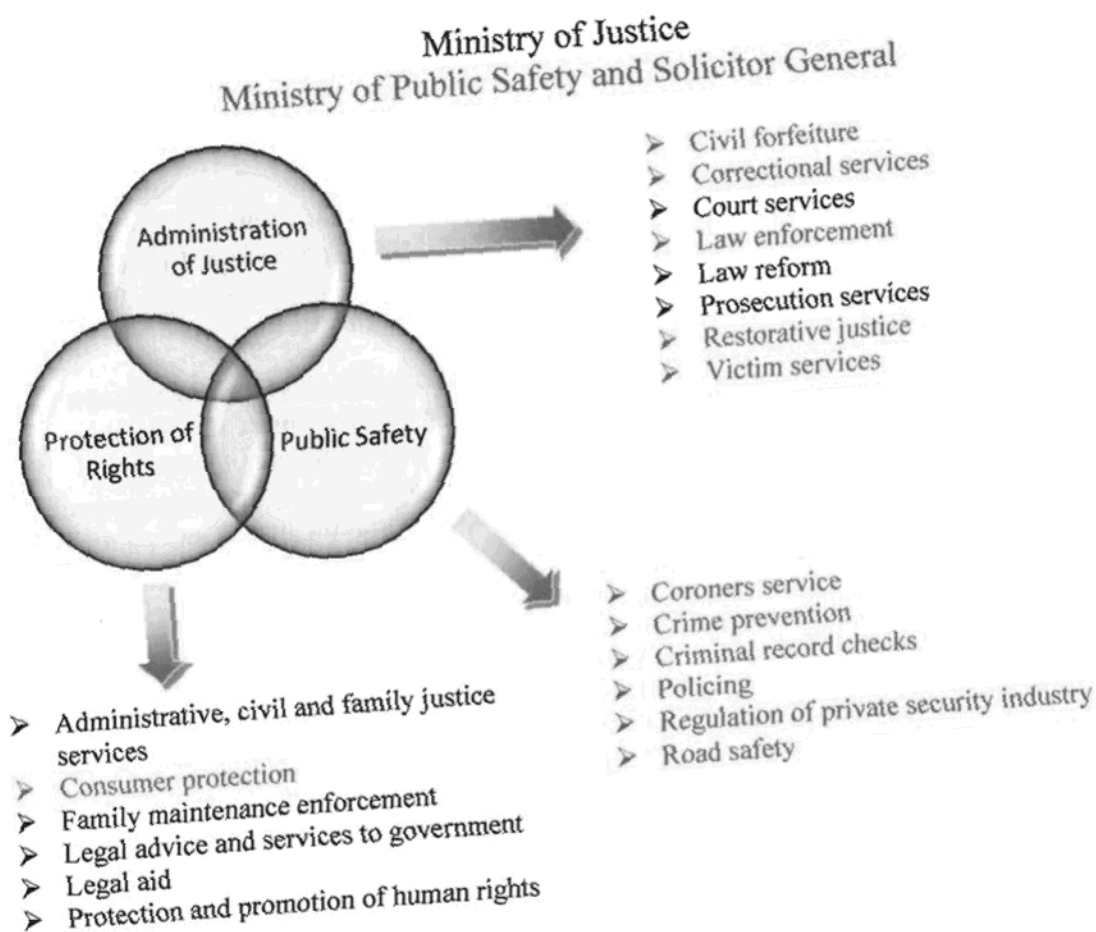 Ministry of Justice
Ministry of Public Safety and Solicitor General
Administration
of Justice
Protection of
Rights
Public Safety
➢ Civil forfeiture
➢ Correctional services
➢ Court services
➢ Law enforcement
➢ Law reform
➢ Prosecution services
➢ Restorative justice
➢ Victim services
➢ Coroners service
➢ Crime prevention
➢ Criminal record checks
➢ Policing
➢ Regulation of private security industry
➢ Road safety
➢ Administrative, civil and family justice
services
➢ Consumer protection
➢ Family maintenance enforcement
➢ Legal advice and services to government
➢ Legal aid
➢ Protection and promotion of human rights